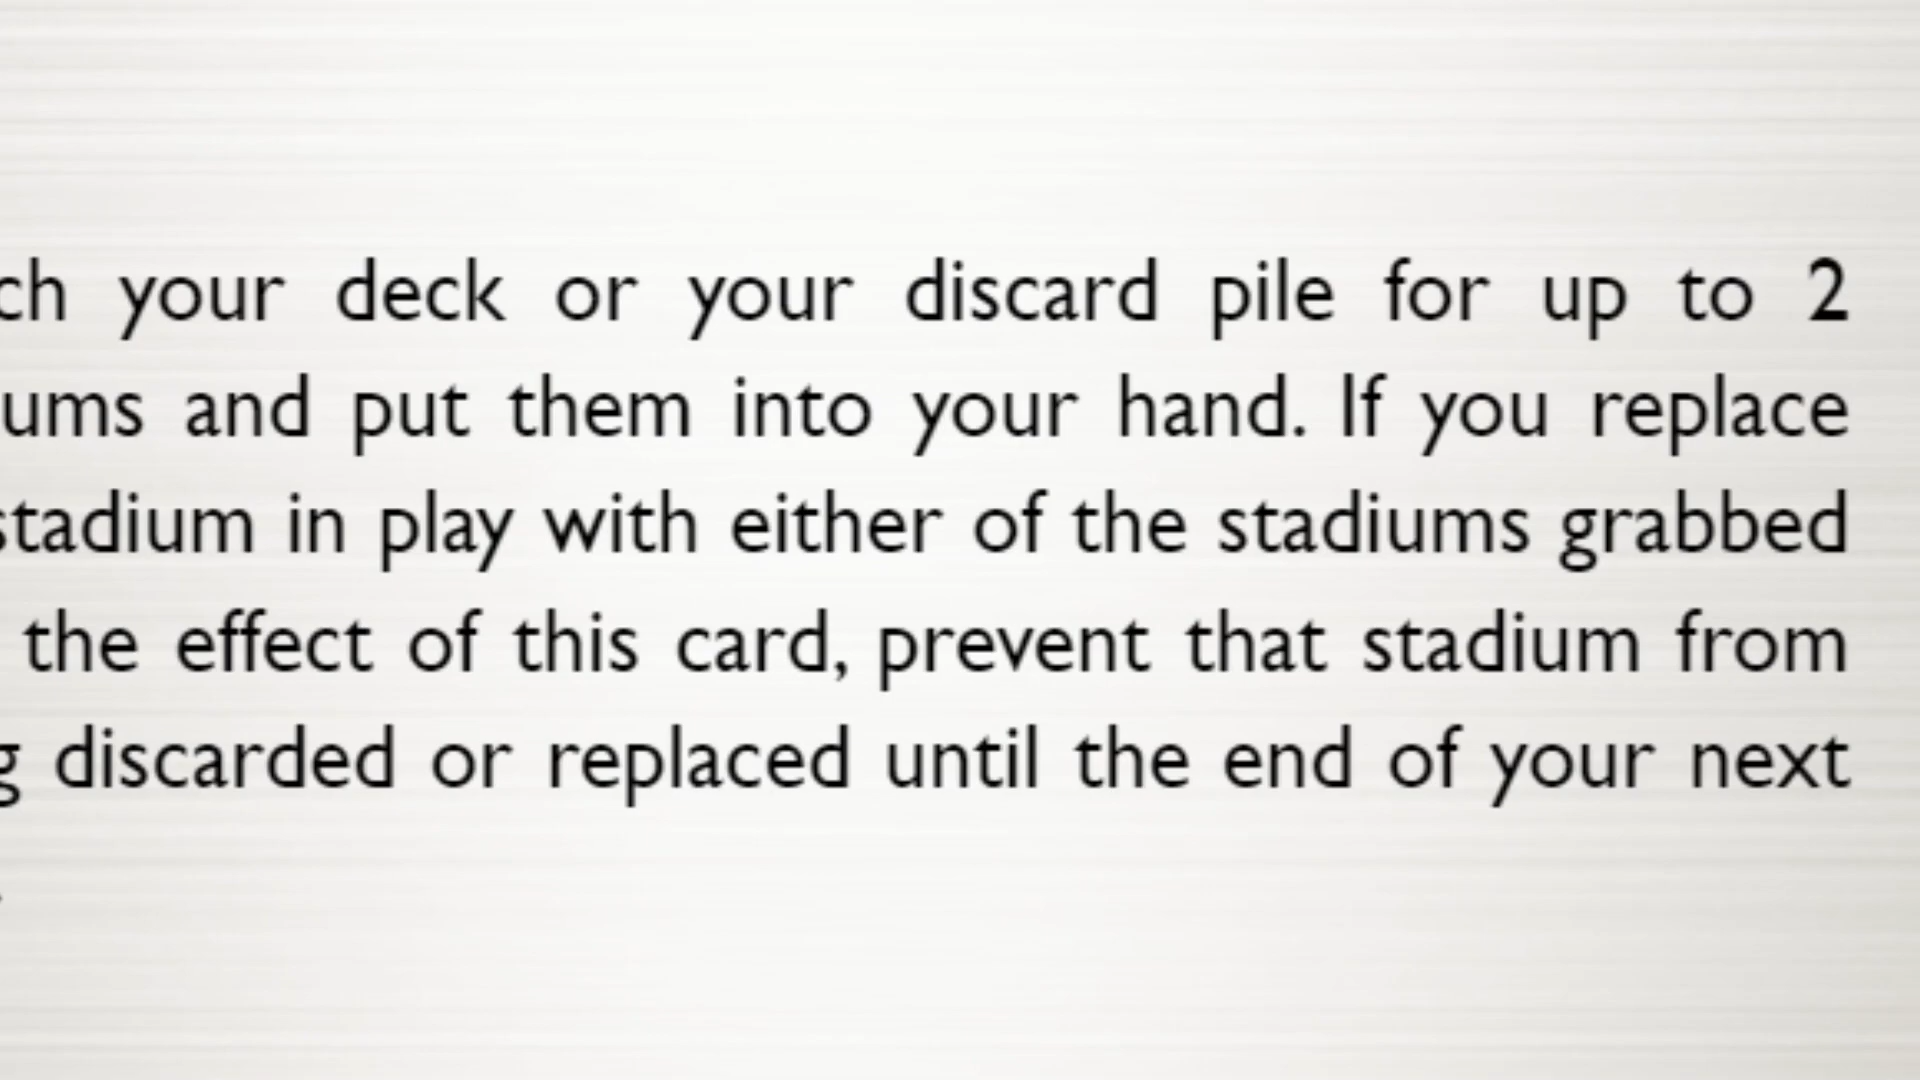 ch your deck or your discard pile for up to 2
ums and put them into your hand. If you replace
stadium in play with either of the stadiums grabbed
the effect of this card, prevent that stadium from
g discarded or replaced until the end of your next